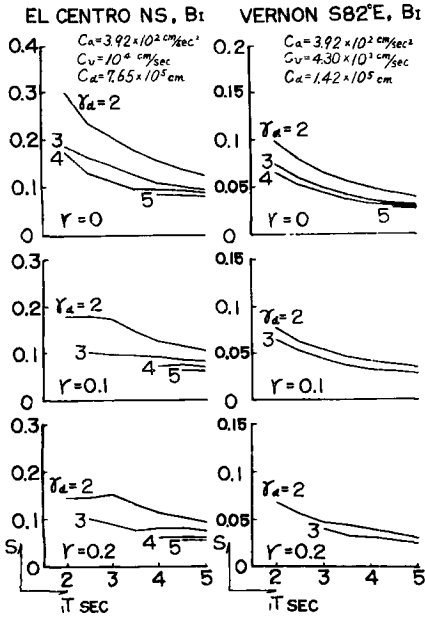 EL CENTRO NS, BI
VERNON S82°E, BI
Ca=3.92×10² cm/sec²
Cv=10⁴ cm/sec
Cd=7.65×10⁵ cm
Ca=3.92×10² cm/sec²
Cv=4.30×10³ cm/sec
Cd=1.42×10⁵ cm
0.4
0.3
0.2
0.1
0
γd=2
3
4
5
r=0
0.2
0.15
0.1
0.05
0
γd=2
3
4
5
r=0
0.3
0.2
0.1
0
γd=2
3
4
5
r=0.1
0.15
0.1
0.05
0
γd=2
3
r=0.1
0.3
0.2
0.1
S
γd=2
3
4
5
r=0.2
2 3 4 5
iT SEC
0.15
0.1
0.05
S
γd=2
3
r=0.2
2 3 4 5
iT SEC